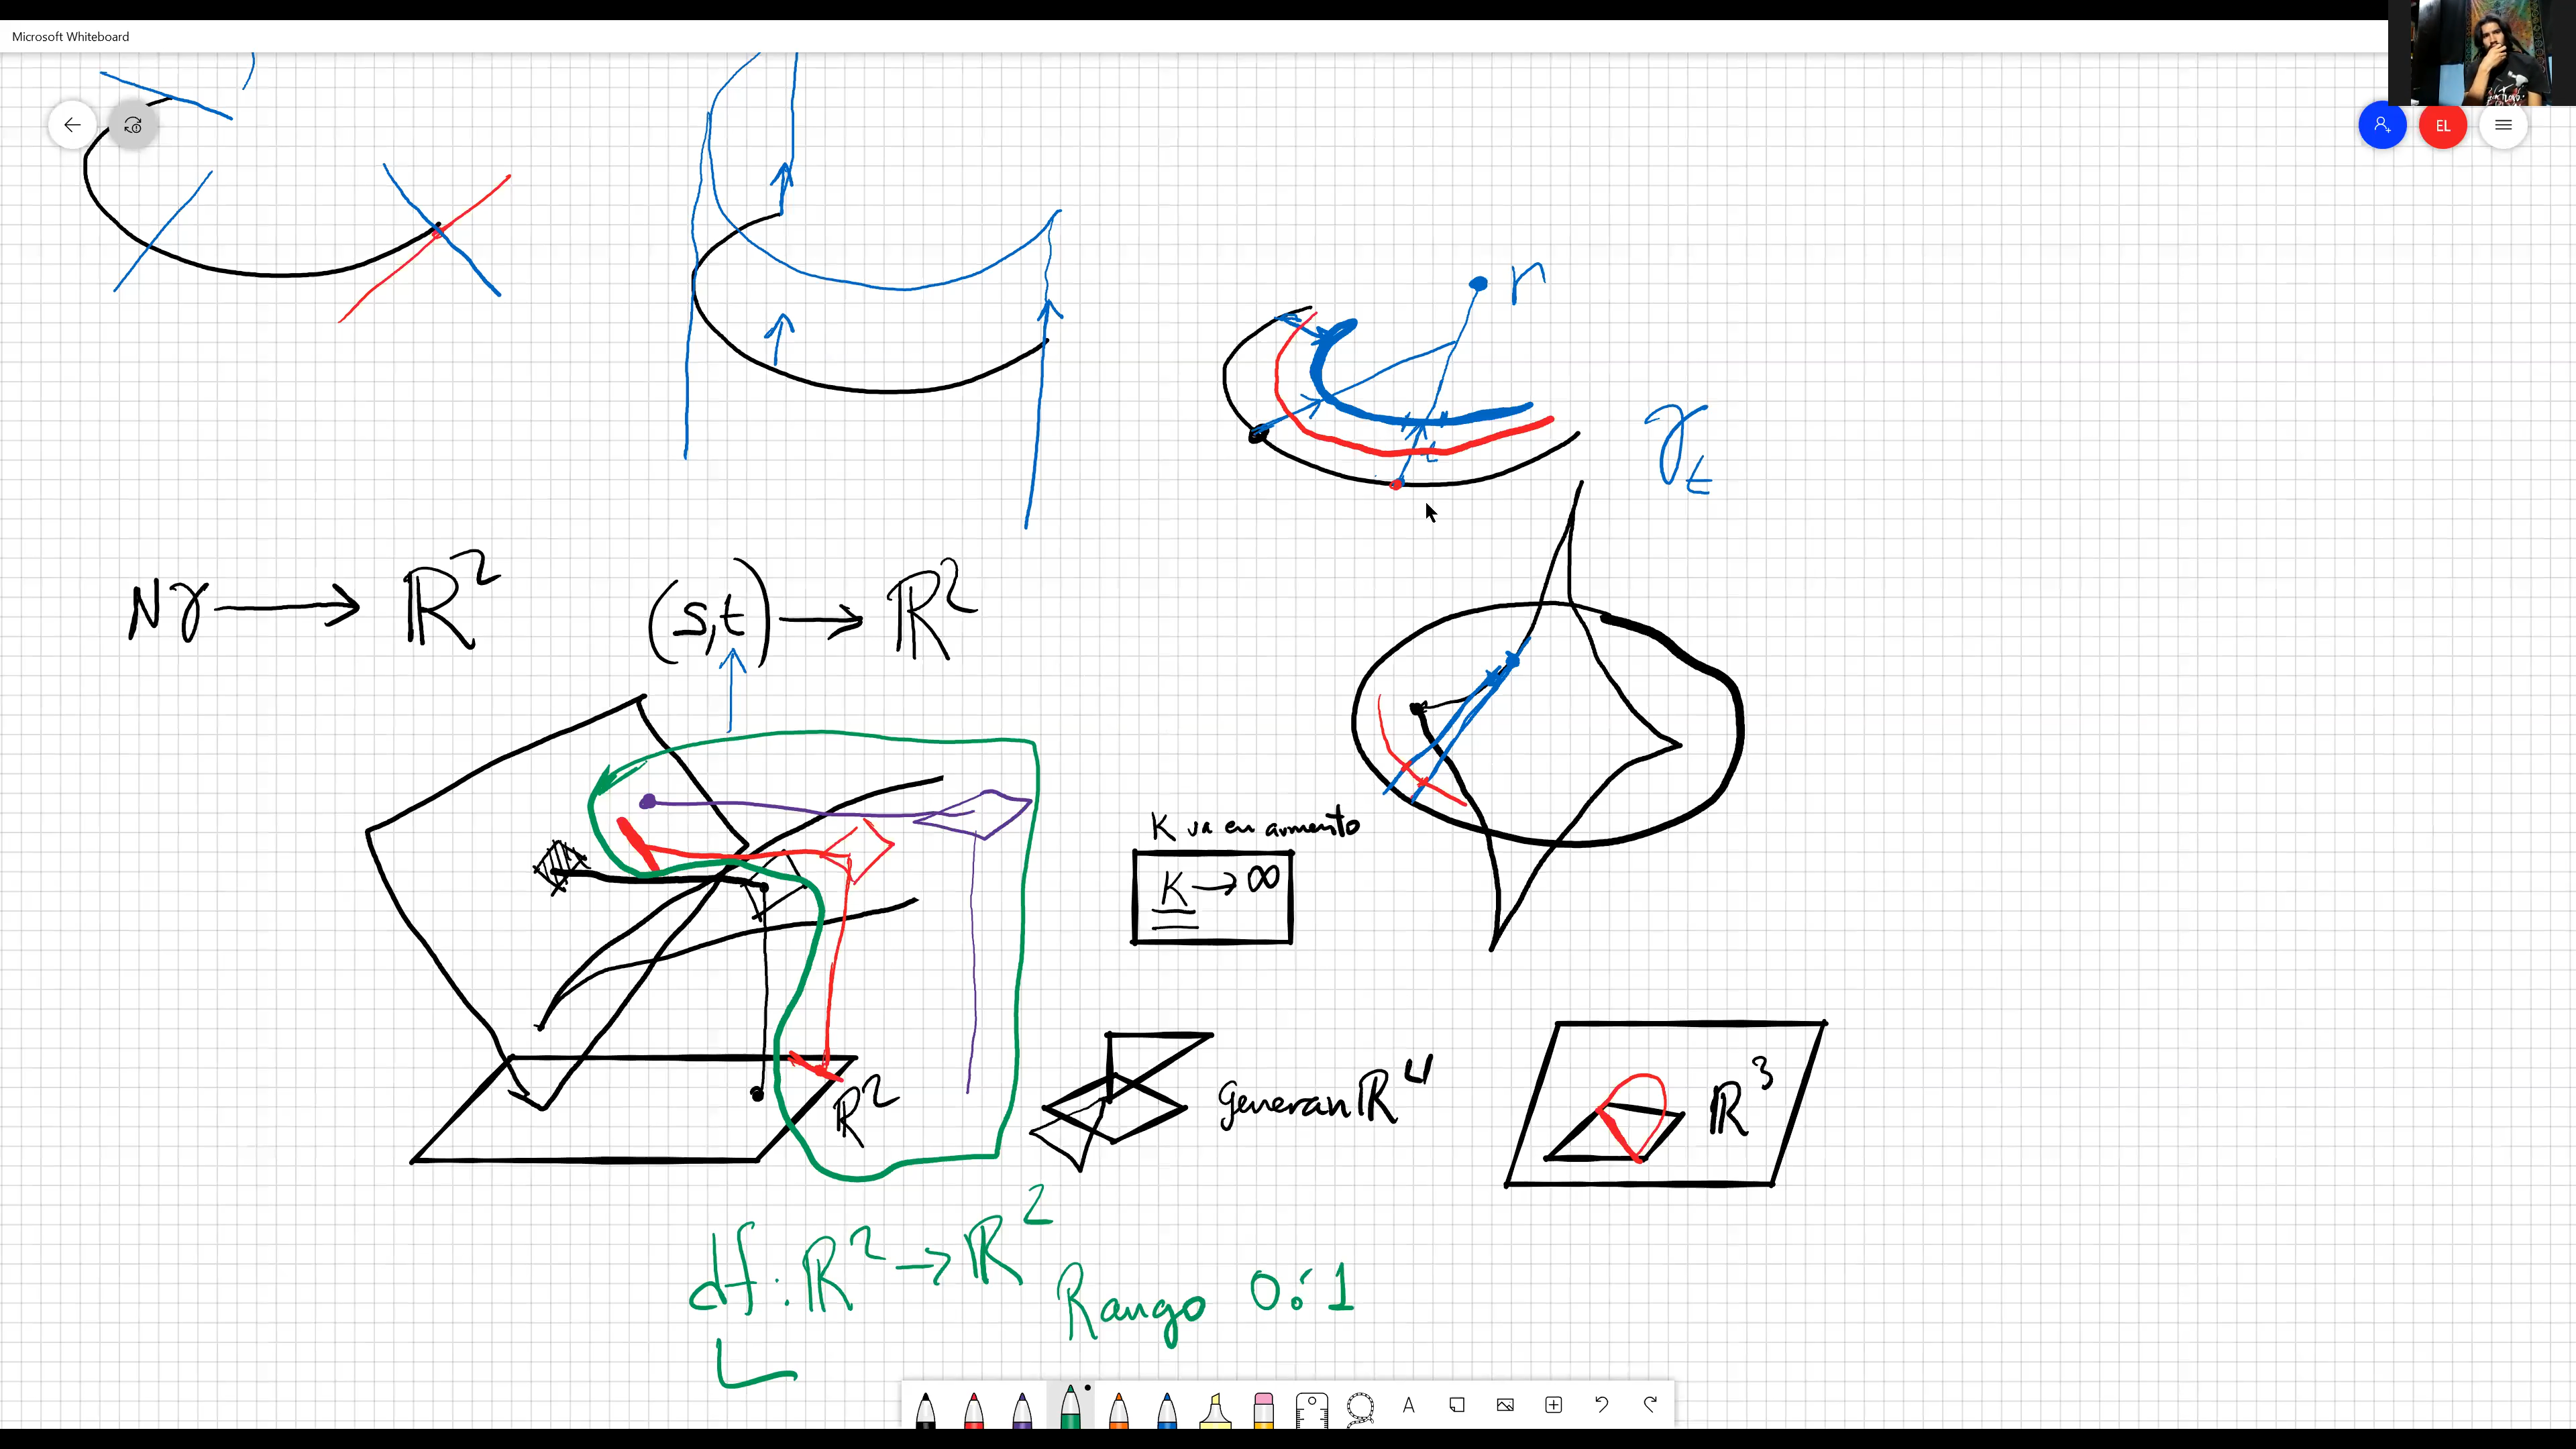 Microsoft Whiteboard
EL
r
γ_t
Nγ → ℝ²
(s,t) → ℝ²
K va en aumento
K → ∞
ℝ²
generan ℝ⁴
ℝ³
df: ℝ² → ℝ²
Rango 0:1
A